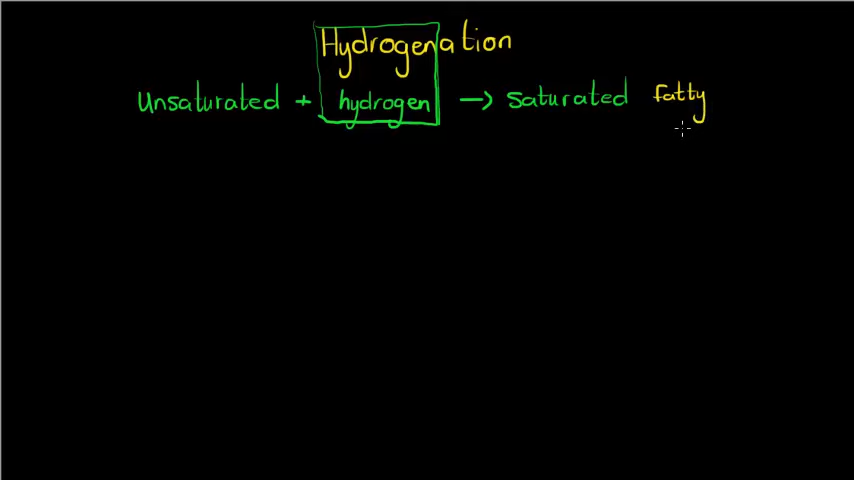 Hydrogenation
Unsaturated + hydrogen → saturated fatty